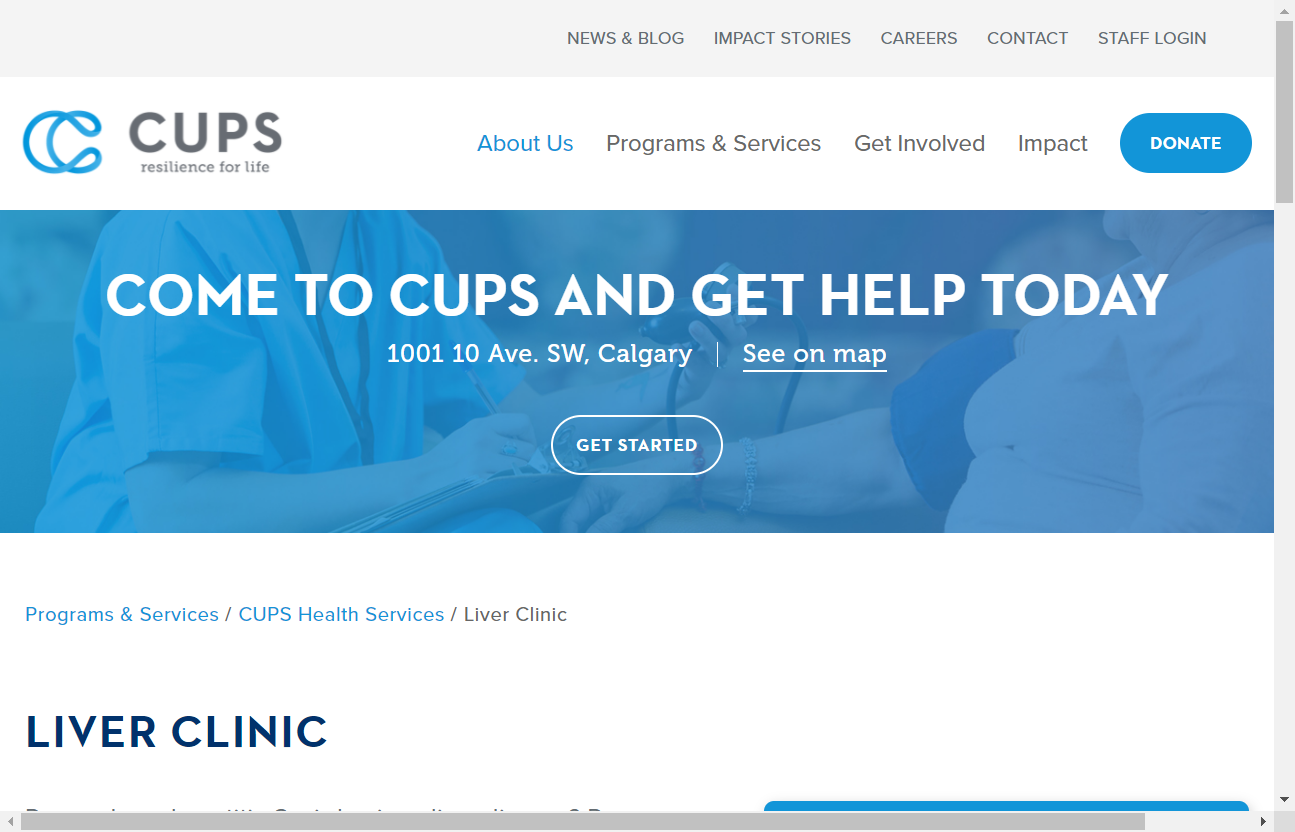 NEWS & BLOG IMPACT STORIES CAREERS CONTACT STAFF LOGIN
CUPS
resilience for life
About Us Programs & Services Get Involved Impact DONATE
COME TO CUPS AND GET HELP TODAY
1001 10 Ave. SW, Calgary | See on map
GET STARTED
Programs & Services / CUPS Health Services / Liver Clinic
LIVER CLINIC